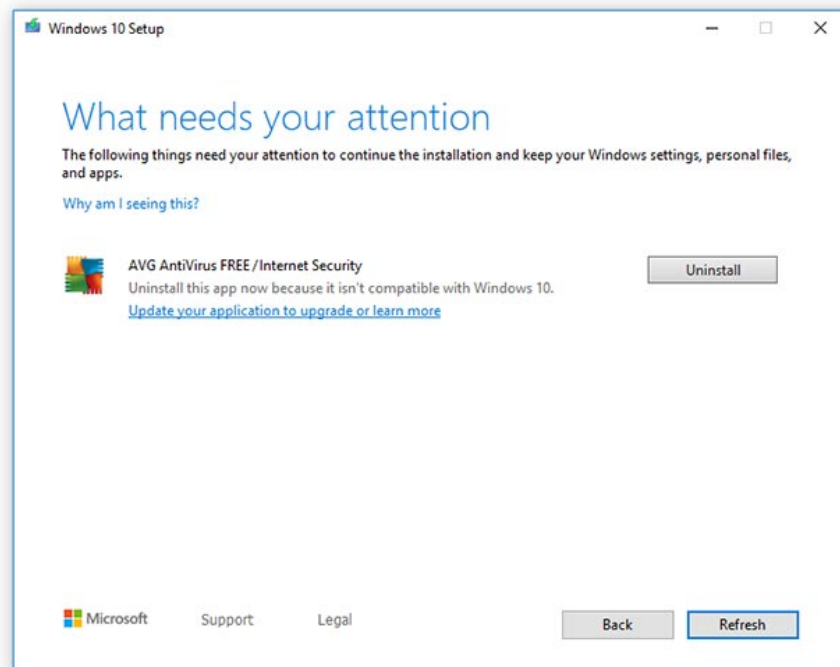 Windows 10 Setup
What needs your attention
The following things need your attention to continue the installation and keep your Windows settings, personal files,
and apps.
Why am I seeing this?
AVG AntiVirus FREE/Internet Security
Uninstall
Uninstall this app now because it isn't compatible with Windows 10.
Update your application to upgrade or learn more
Microsoft Support Legal Back Refresh